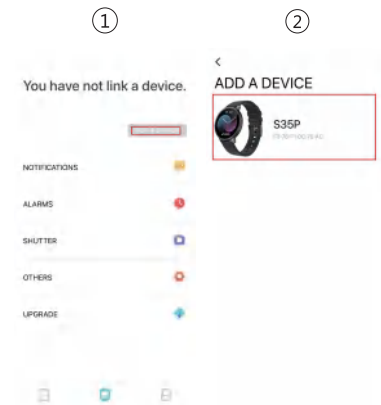 ①
②
You have not link a device.
NOTIFICATIONS
ALARMS
SHUTTER
OTHERS
UPGRADE
ADD A DEVICE
S35P